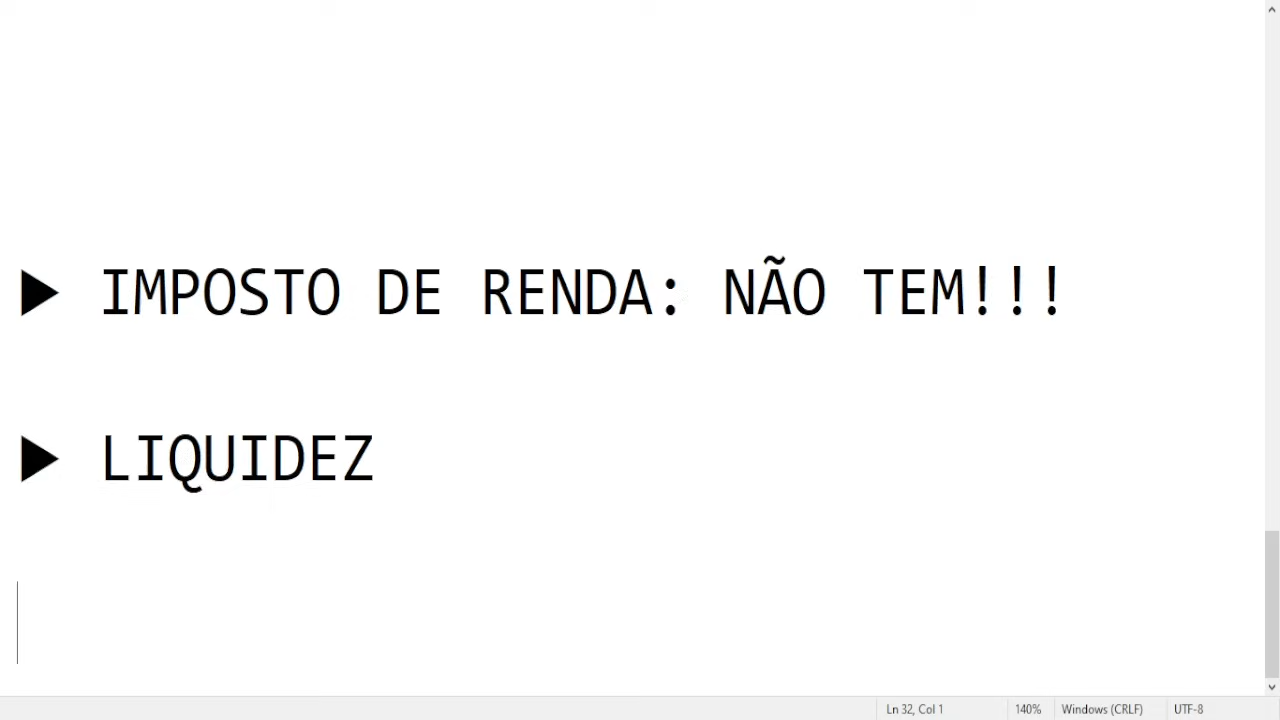 ▶ IMPOSTO DE RENDA: NÃO TEM!!!
▶ LIQUIDEZ
Ln 32, Col 1 140% Windows (CRLF) UTF-8